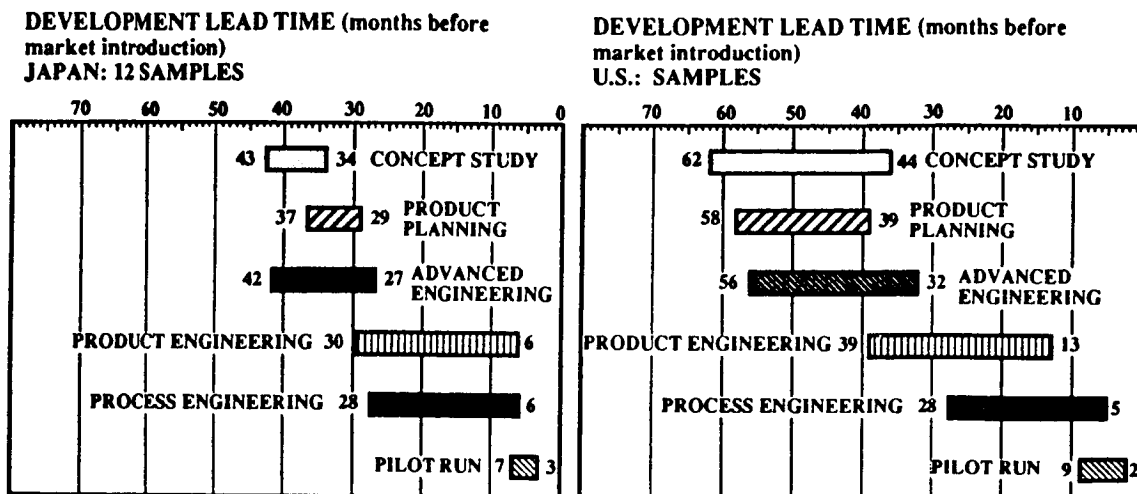 DEVELOPMENT LEAD TIME (months before
market introduction)
JAPAN: 12 SAMPLES
70 60 50 40 30 20 10 0
43 34 CONCEPT STUDY
37 29 PRODUCT
PLANNING
42 27 ADVANCED
ENGINEERING
PRODUCT ENGINEERING 30 6
PROCESS ENGINEERING 28 6
PILOT RUN 7 3
DEVELOPMENT LEAD TIME (months before
market introduction)
U.S.: SAMPLES
70 60 50 40 30 20 10
62 44 CONCEPT STUDY
58 39 PRODUCT
PLANNING
56 32 ADVANCED
ENGINEERING
PRODUCT ENGINEERING 39 13
PROCESS ENGINEERING 28 5
PILOT RUN 9 2